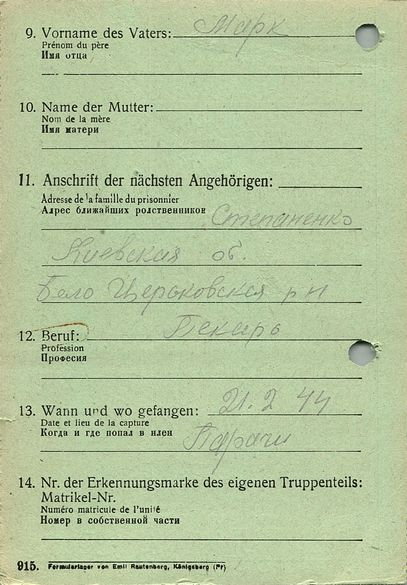 9. Vorname des Vaters: Марк
Prénom du père
Имя отца
10. Name der Mutter:
Nom de la mère
Имя матери
11. Anschrift der nächsten Angehörigen:
Adresse de la famille du prisonnier
Адрес ближайших родственников Степаненко
Киевская об.
Бело Церьковская р н
12. Beruf: Пекарь
Profession
Професия
13. Wann und wo gefangen: 21. 2 44
Date et lieu de la capture
Когда и где попал в плен
14. Nr. der Erkennungsmarke des eigenen Truppenteils:
Matrikel-Nr.
Numéro matricule de l'unité
Номер в собственной части
915. Formularlager von Emil Rautenberg, Königsberg (Pr)